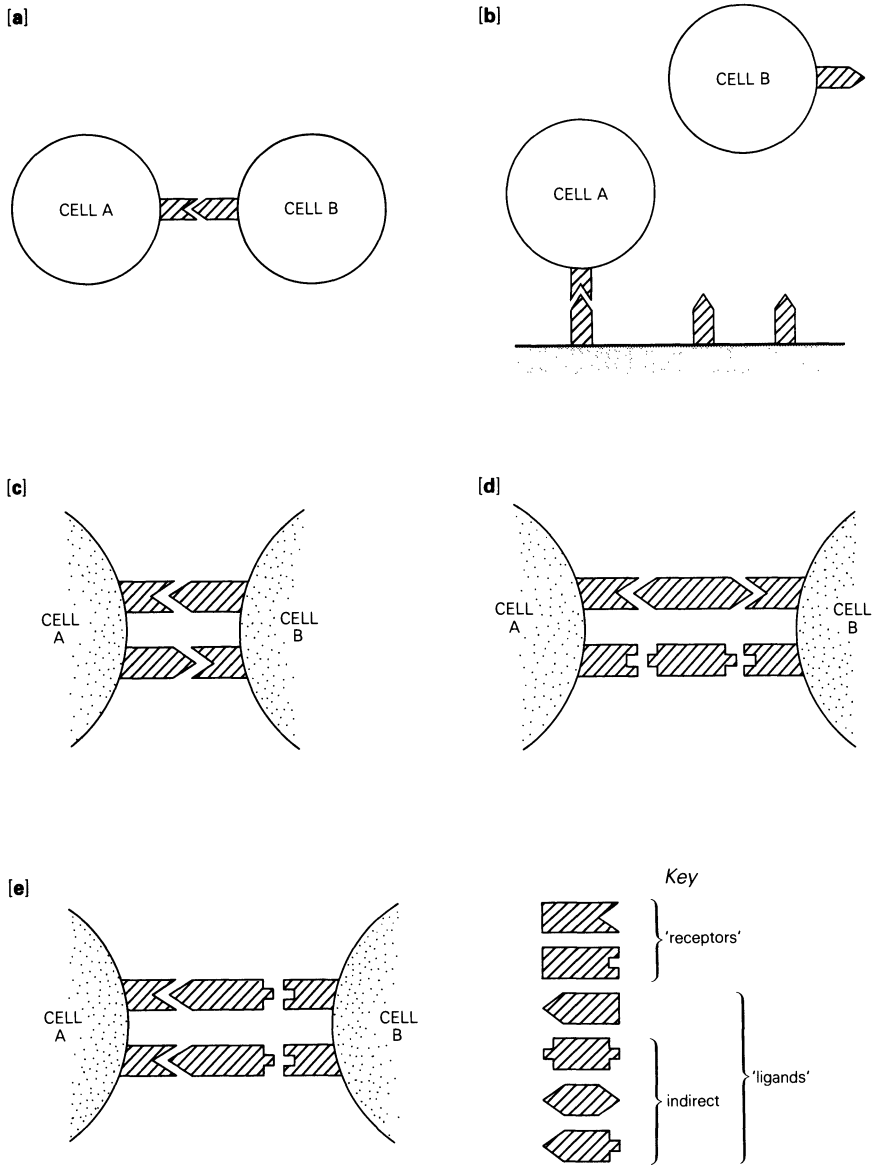 [a]
CELL A
CELL B
[b]
CELL B
CELL A
[c]
CELL
A
CELL
B
[d]
CELL
A
CELL
B
[e]
CELL
A
CELL
B
Key
'receptors'
indirect
'ligands'